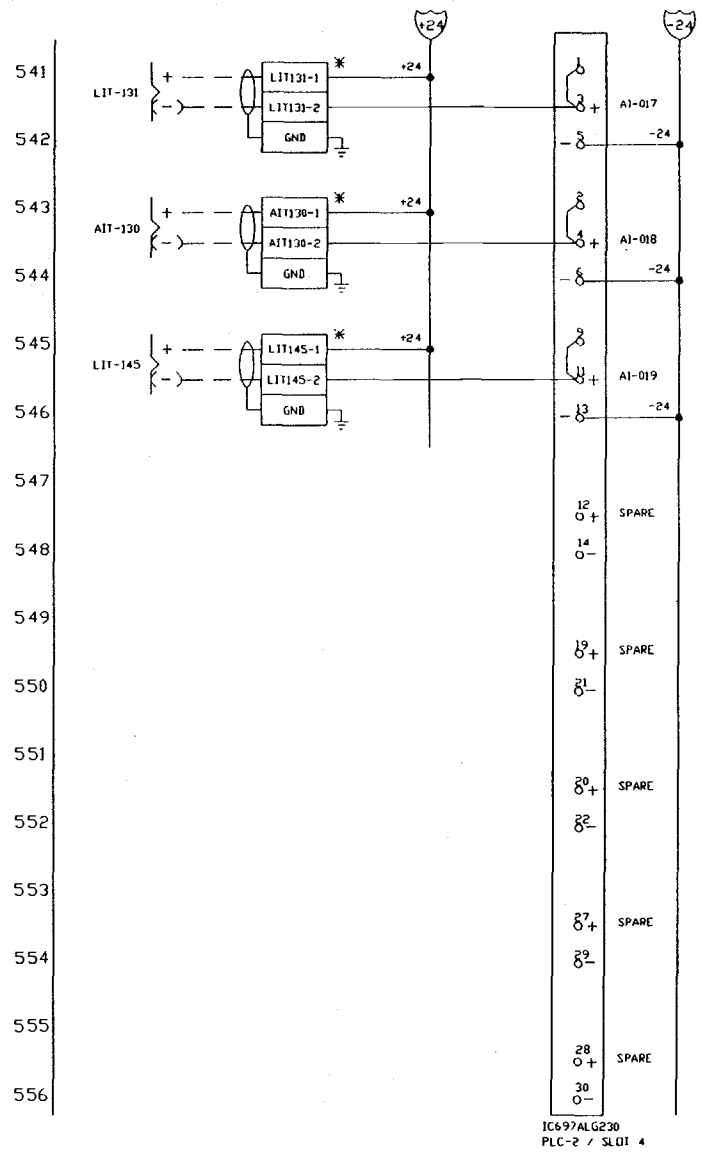 +24 -24
541 LIT-131 + LIT131-1 * +24 1
- LIT131-2 3 + AI-017
542 GND - 5 -24
543 AIT-130 + AIT130-1 * +24 2
- AIT130-2 4 + AI-018
544 GND - 6 -24
545 LIT-145 + LIT145-1 * +24 9
- LIT145-2 11 + AI-019
546 GND - 13 -24
547
12 + SPARE
548 14 -
549
19 + SPARE
550 21 -
551
20 + SPARE
552 22 -
553
27 + SPARE
554 29 -
555
28 + SPARE
556 30 -
IC697ALG230
PLC-2 / SLOT 4